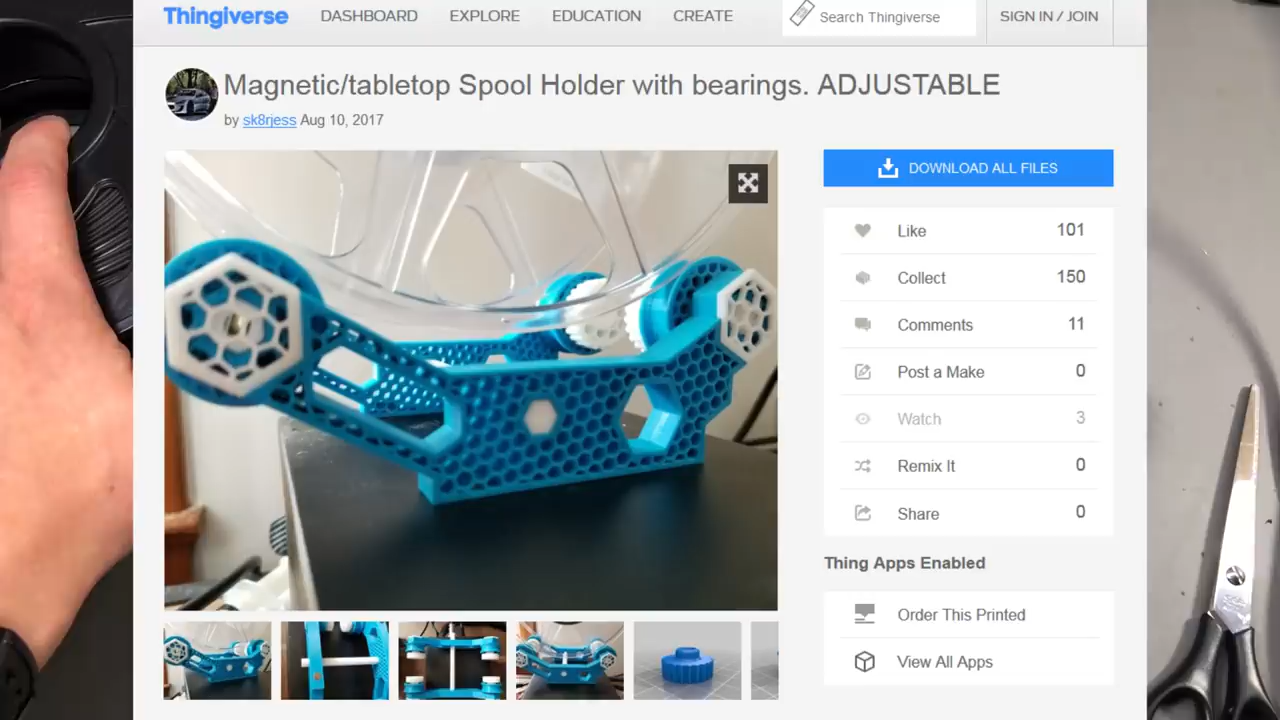 Thingiverse
DASHBOARD
EXPLORE
EDUCATION
CREATE
Search Thingiverse
SIGN IN / JOIN
Magnetic/tabletop Spool Holder with bearings. ADJUSTABLE
by sk8rjess Aug 10, 2017
DOWNLOAD ALL FILES
Like 101
Collect 150
Comments 11
Post a Make 0
Watch 3
Remix It 0
Share 0
Thing Apps Enabled
Order This Printed
View All Apps